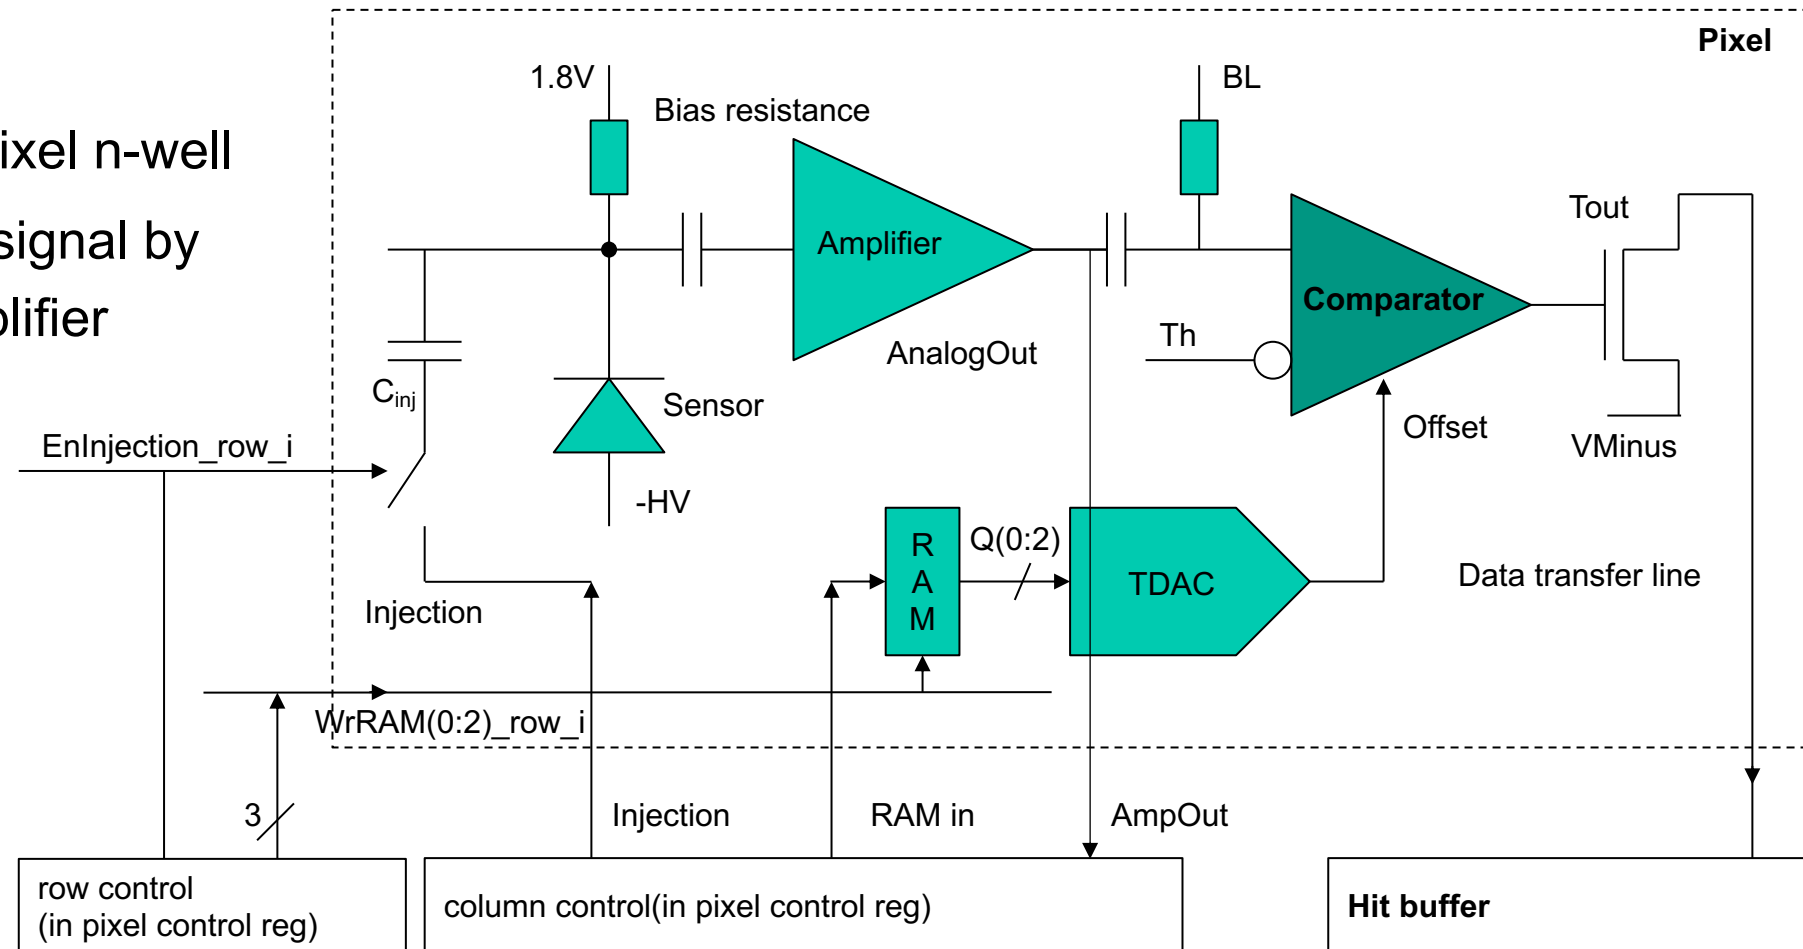 Pixel
1.8V
BL
Bias resistance
ixel n-well
signal by
plifier
Tout
Amplifier
Comparator
Th
AnalogOut
Cinj
Sensor
Offset
EnInjection_row_i
VMinus
-HV
Q(0:2)
RAM
TDAC
Data transfer line
Injection
WrRAM(0:2)_row_i
3
Injection
RAM in
AmpOut
row control
(in pixel control reg)
column control(in pixel control reg)
Hit buffer